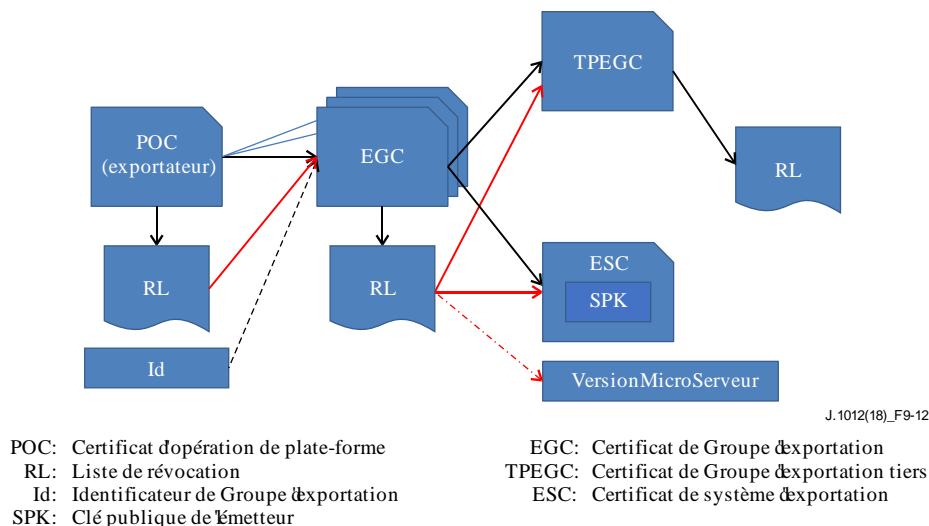 POC
(exportateur)
EGC
TPEGC
RL
RL
RL
ESC
SPK
Id
VersionMicroServeur
J.1012(18)_F9-12
POC: Certificat d'opération de plate-forme
RL: Liste de révocation
Id: Identificateur de Groupe d'exportation
SPK: Clé publique de l'émetteur
EGC: Certificat de Groupe d'exportation
TPEGC: Certificat de Groupe d'exportation tiers
ESC: Certificat de système d'exportation